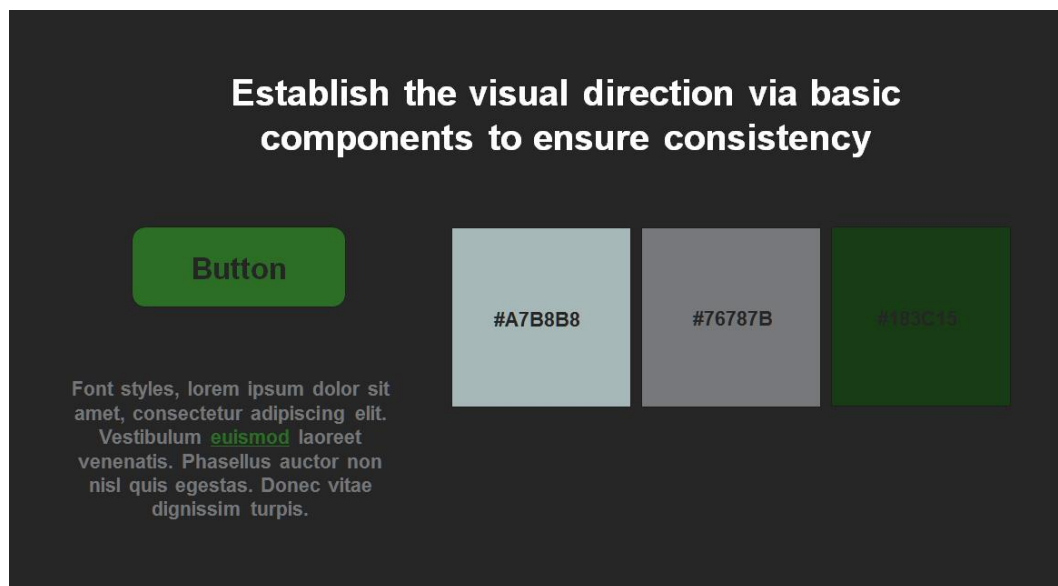 Establish the visual direction via basic
components to ensure consistency
Button
#A7B8B8
#76787B
#183C15
Font styles, lorem ipsum dolor sit
amet, consectetur adipiscing elit.
Vestibulum euismod laoreet
venenatis. Phasellus auctor non
nisl quis egestas. Donec vitae
dignissim turpis.